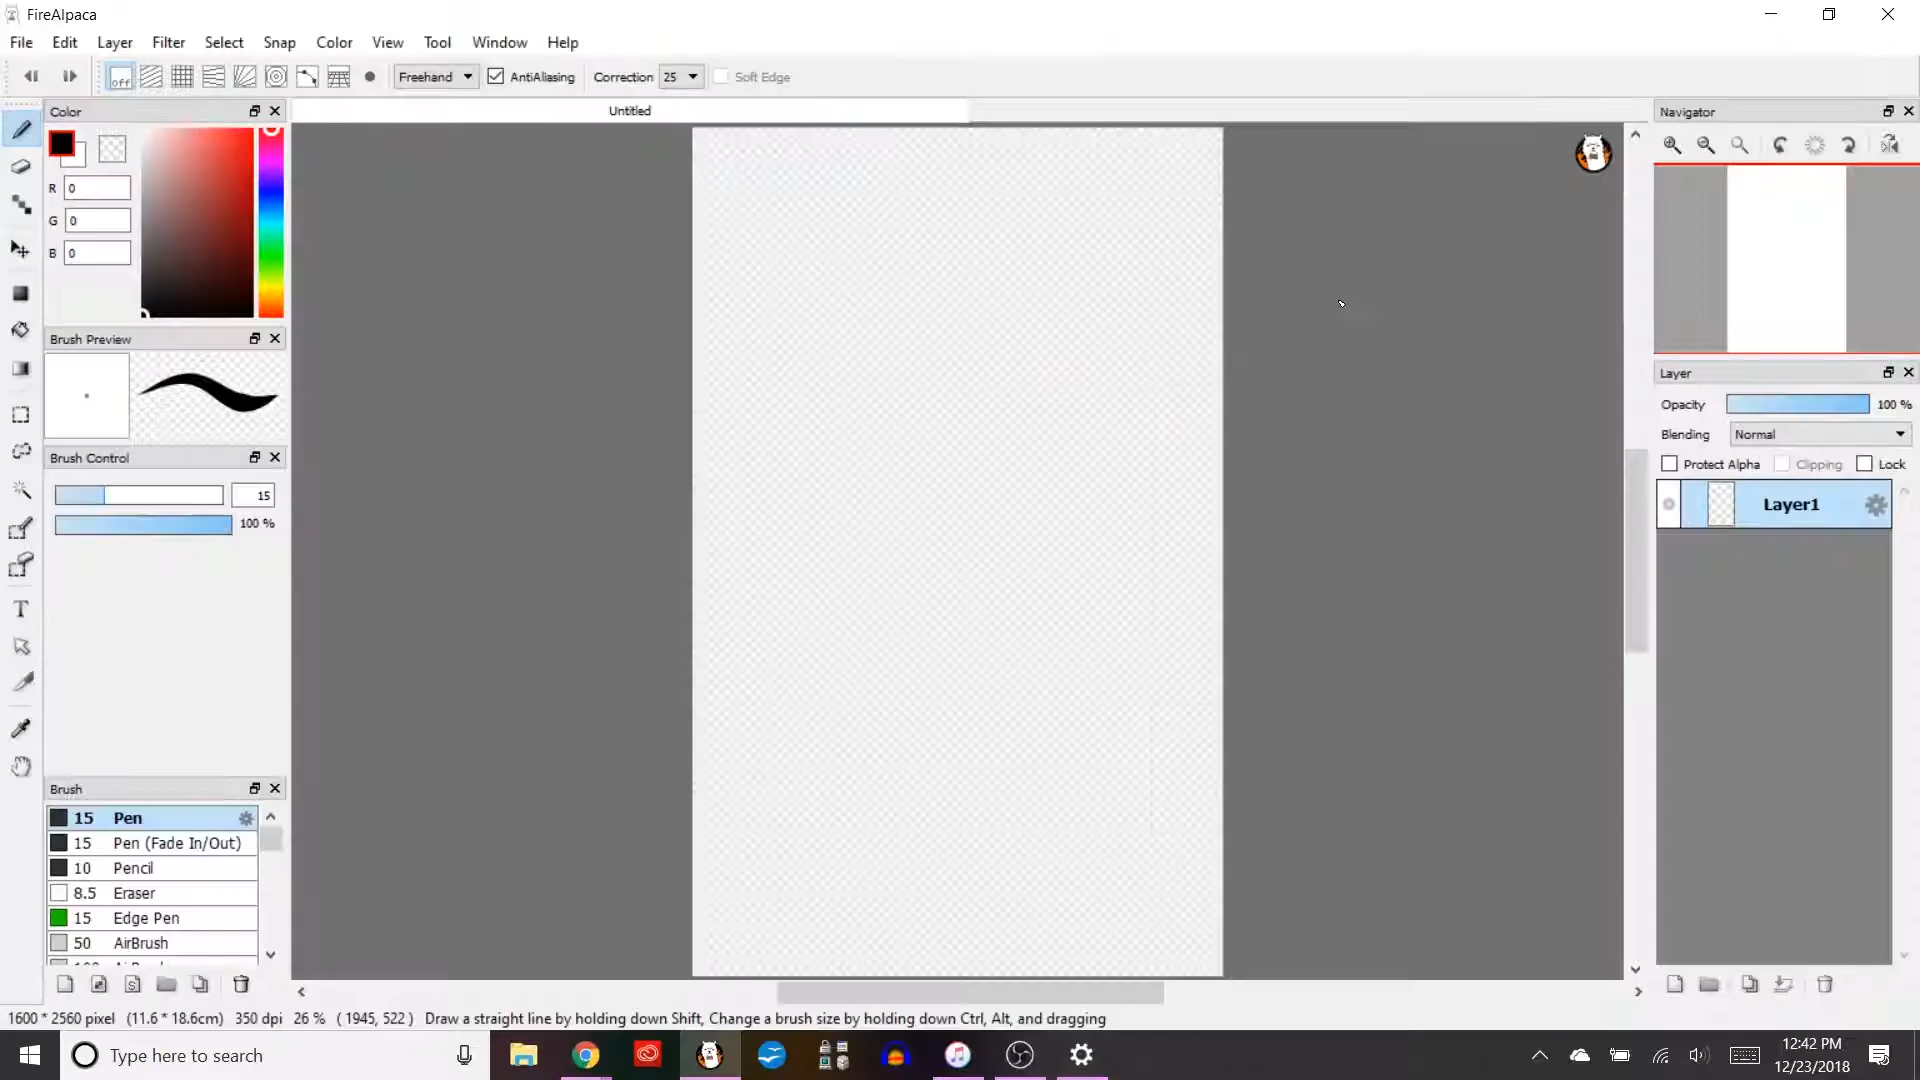 FireAlpaca
File Edit Layer Filter Select Snap Color View Tool Window Help
off Freehand AntiAliasing Correction 25 Soft Edge
Color
Untitled
Navigator
R 0
G 0
B 0
Brush Preview
Layer
Opacity 100 %
Blending Normal
Protect Alpha Clipping Lock
Brush Control
15
100 %
Layer1
T
Brush
15 Pen
15 Pen (Fade In/Out)
10 Pencil
8.5 Eraser
15 Edge Pen
50 AirBrush
1600 * 2560 pixel (11.6 * 18.6cm) 350 dpi 26 % ( 1945, 522 ) Draw a straight line by holding down Shift, Change a brush size by holding down Ctrl, Alt, and dragging
Type here to search
12:42 PM
12/23/2018